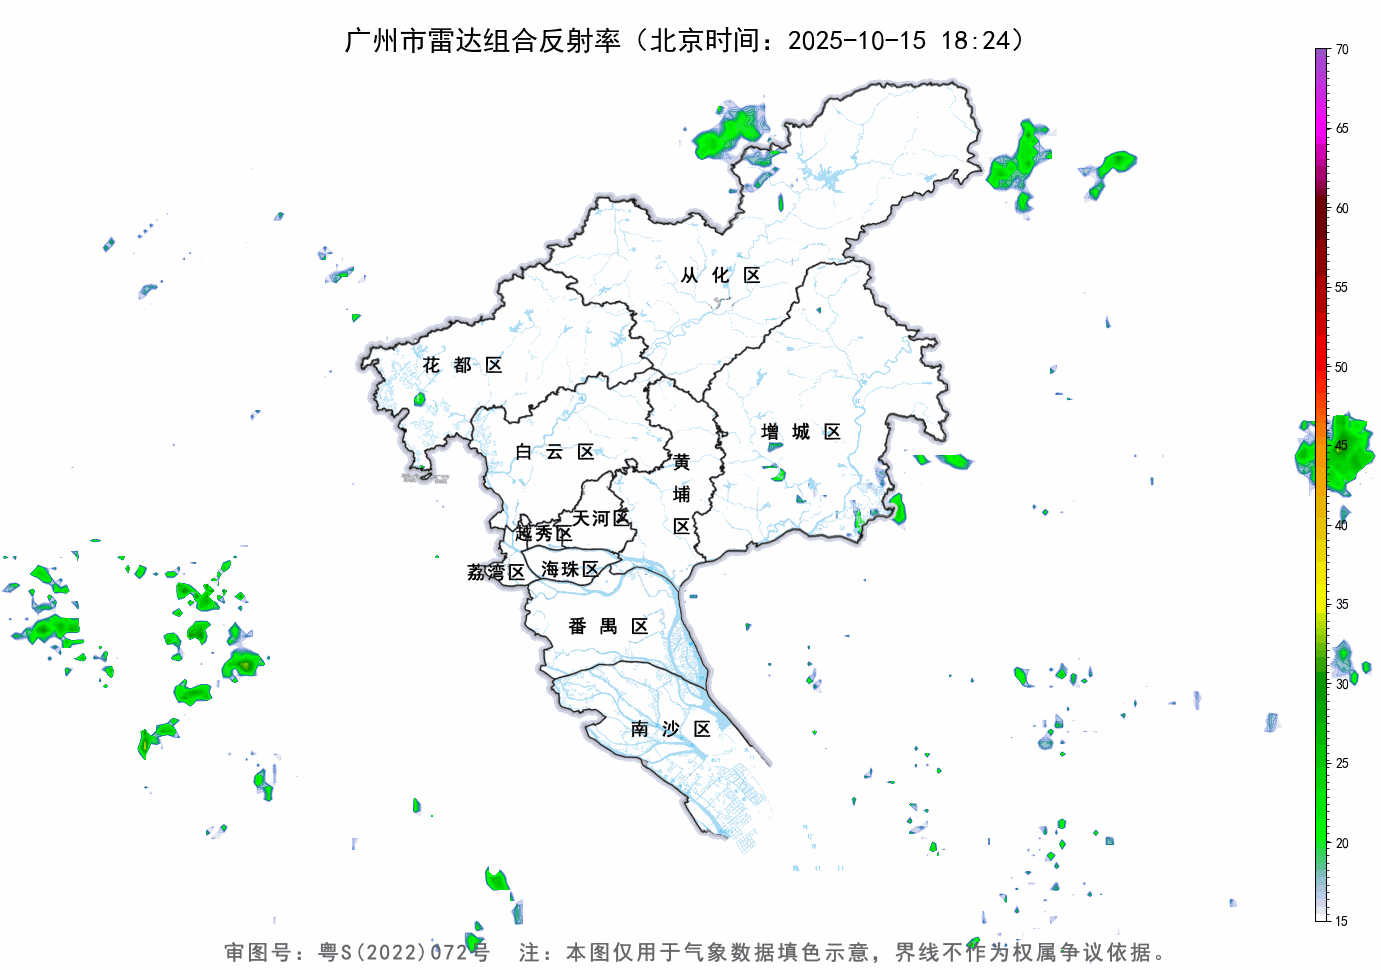 广州市雷达组合反射率（北京时间：2025-10-15 18:24）
70
65
60
55
50
45
40
35
30
25
20
15
从化区
花都区
增城区
白云区
黄埔区
天河区
越秀区
海珠区
荔湾区
番禺区
南沙区
审图号：粤S(2022)072号 注：本图仅用于气象数据填色示意，界线不作为权属争议依据。